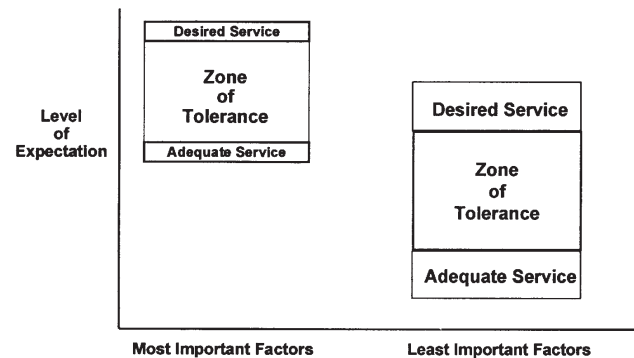 Desired Service
Zone
of
Tolerance
Adequate Service
Level
of
Expectation
Desired Service
Zone
of
Tolerance
Adequate Service
Most Important Factors
Least Important Factors